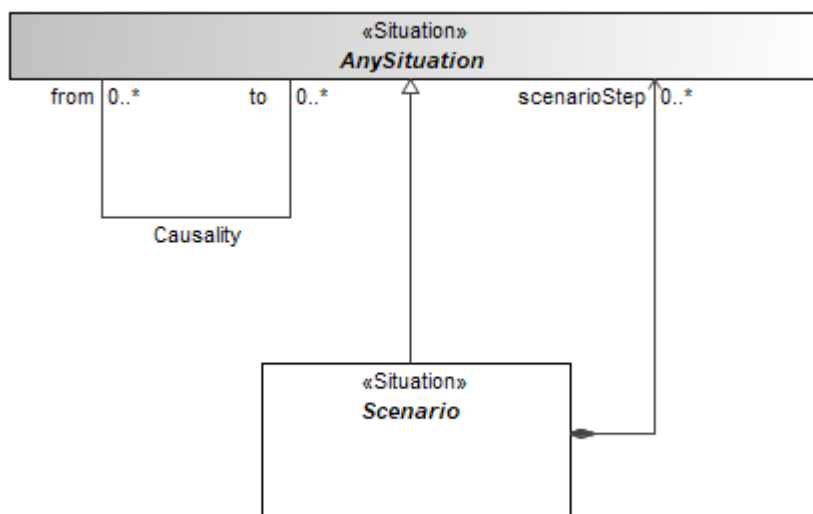 «Situation»
AnySituation
from 0..* to 0..* scenarioStep 0..*
Causality
«Situation»
Scenario